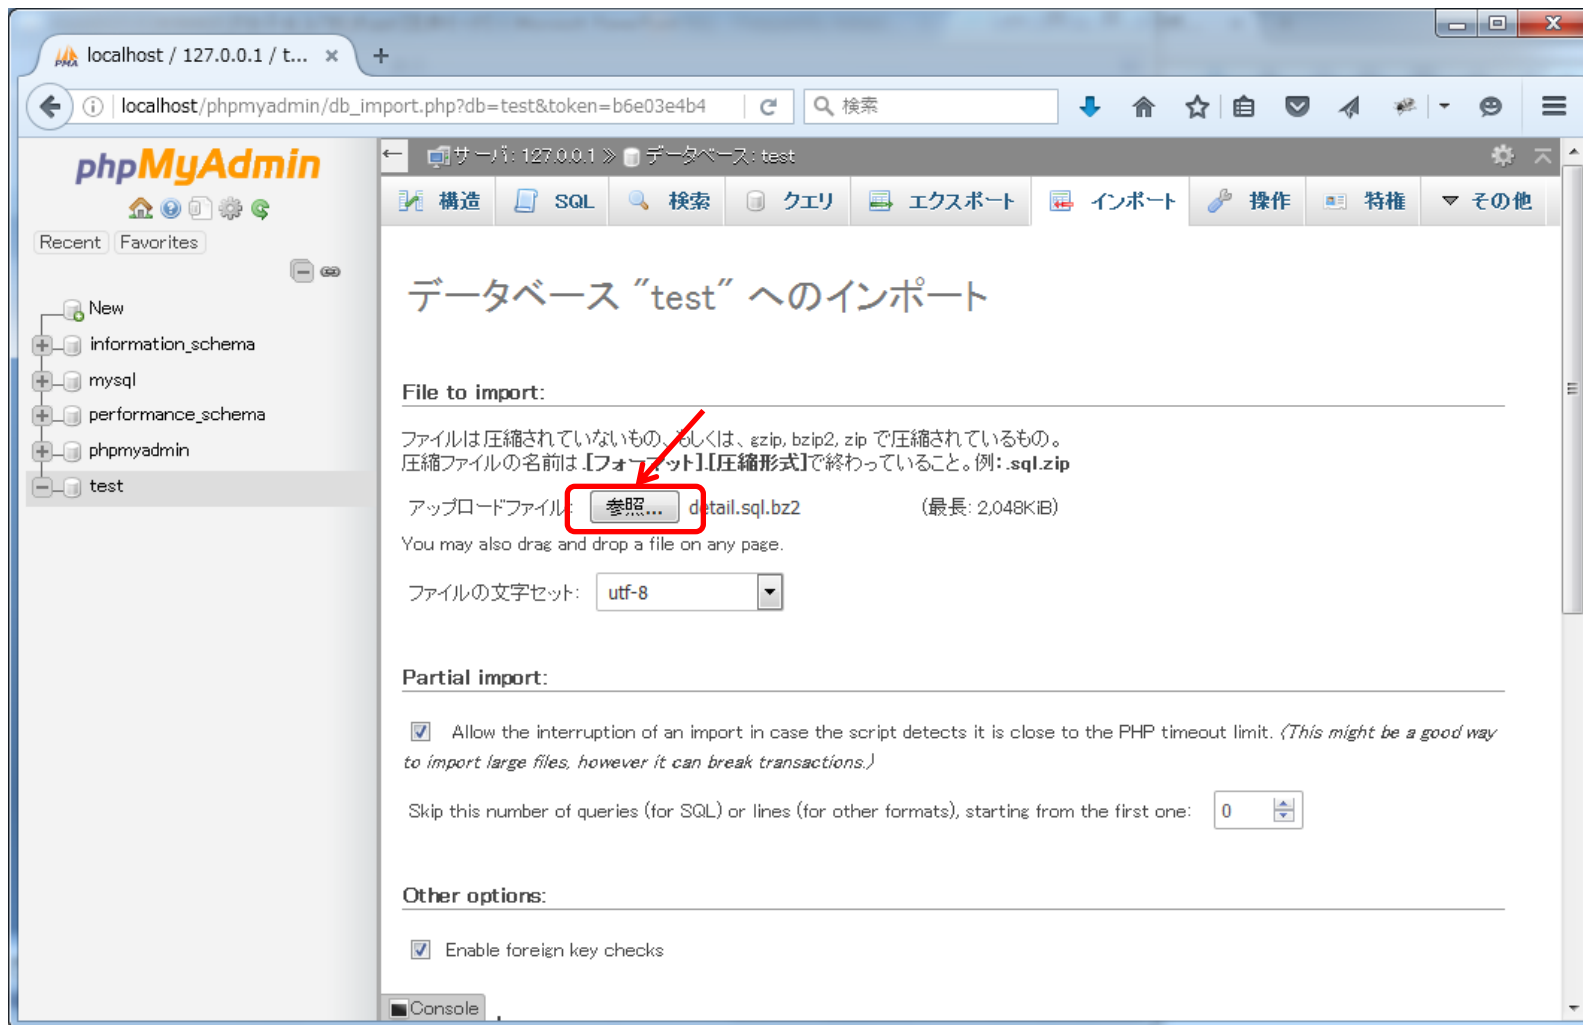 localhost / 127.0.0.1 / t...
localhost/phpmyadmin/db_import.php?db=test&token=b6e03e4b4
検索
phpMyAdmin
Recent Favorites
New
information_schema
mysql
performance_schema
phpmyadmin
test
サーバ: 127.0.0.1 » データベース: test
構造 SQL 検索 クエリ エクスポート インポート 操作 特権 その他
データベース "test" へのインポート
File to import:
ファイルは圧縮されていないもの、もしくは、gzip, bzip2, zip で圧縮されているもの。
圧縮ファイルの名前は .[フォーマット].[圧縮形式]で終わっていること。例: .sql.zip
アップロードファイル: 参照... detail.sql.bz2 (最長: 2,048KiB)
You may also drag and drop a file on any page.
ファイルの文字セット: utf-8
Partial import:
Allow the interruption of an import in case the script detects it is close to the PHP timeout limit. (This might be a good way
to import large files, however it can break transactions.)
Skip this number of queries (for SQL) or lines (for other formats), starting from the first one: 0
Other options:
Enable foreign key checks
Console